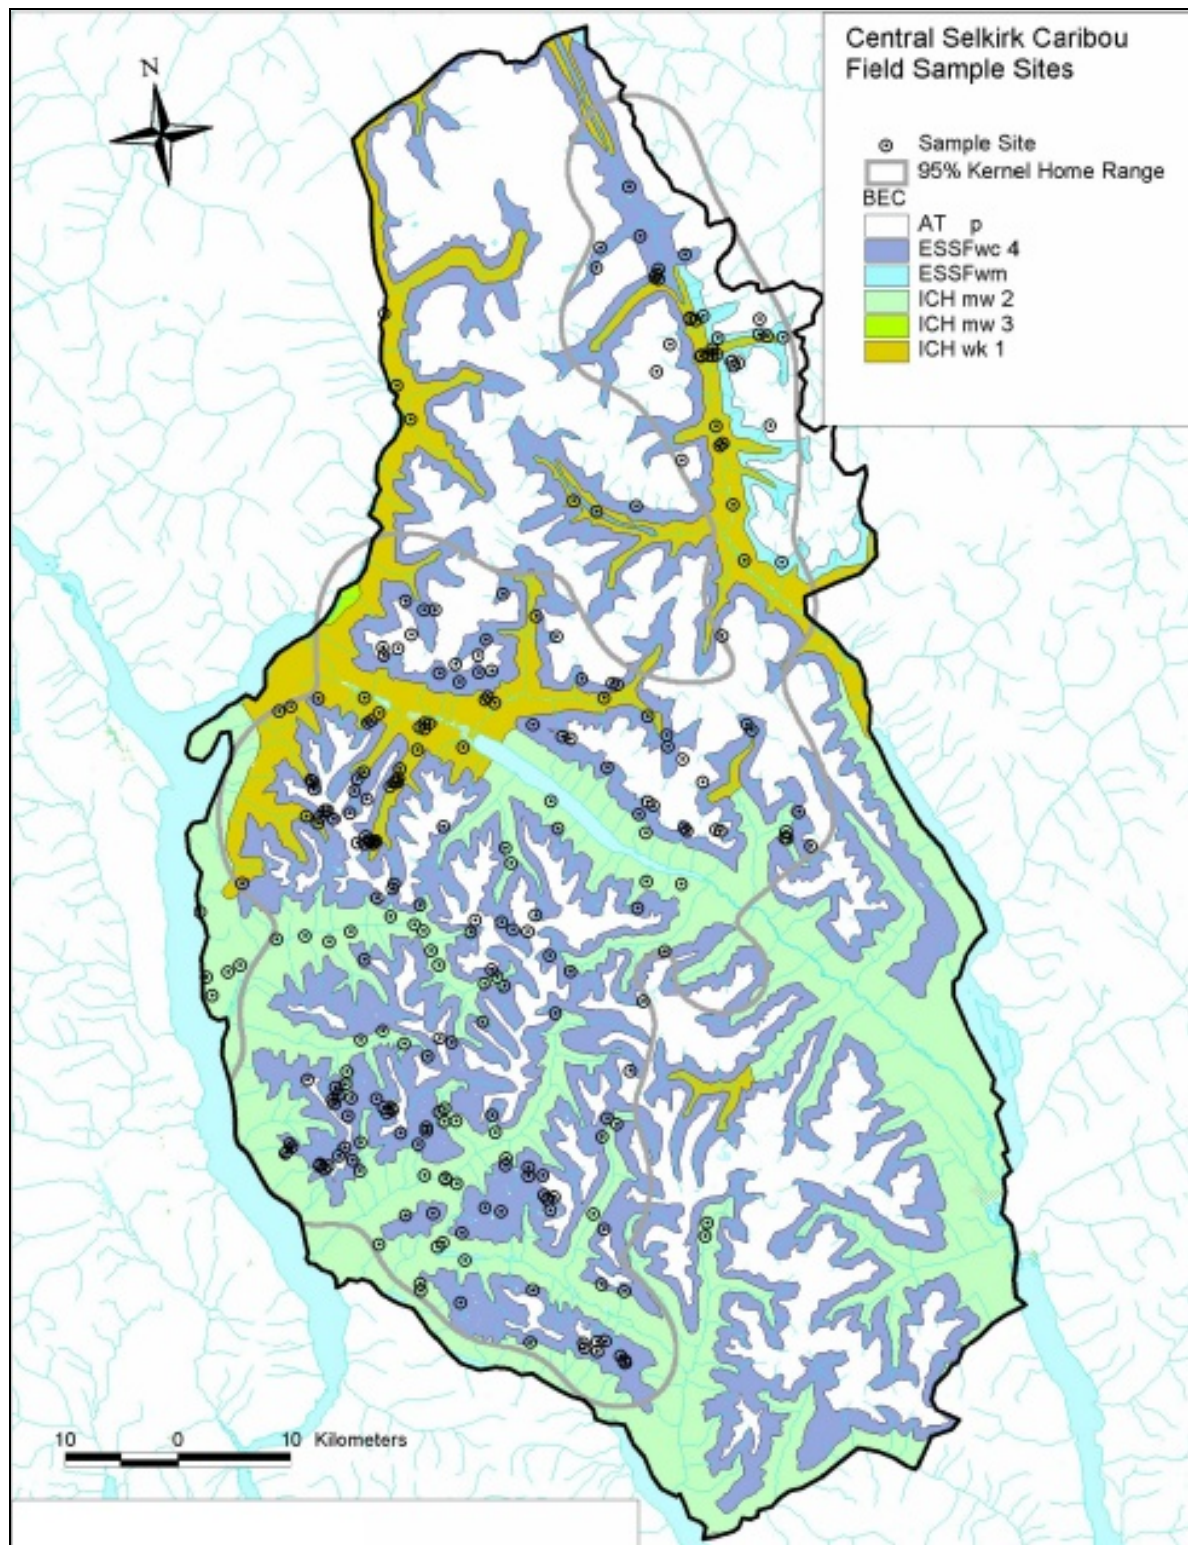 Central Selkirk Caribou
Field Sample Sites
N
Sample Site
95% Kernel Home Range
BEC
AT p
ESSFwc 4
ESSFwm
ICH mw 2
ICH mw 3
ICH wk 1
10 0 10 Kilometers